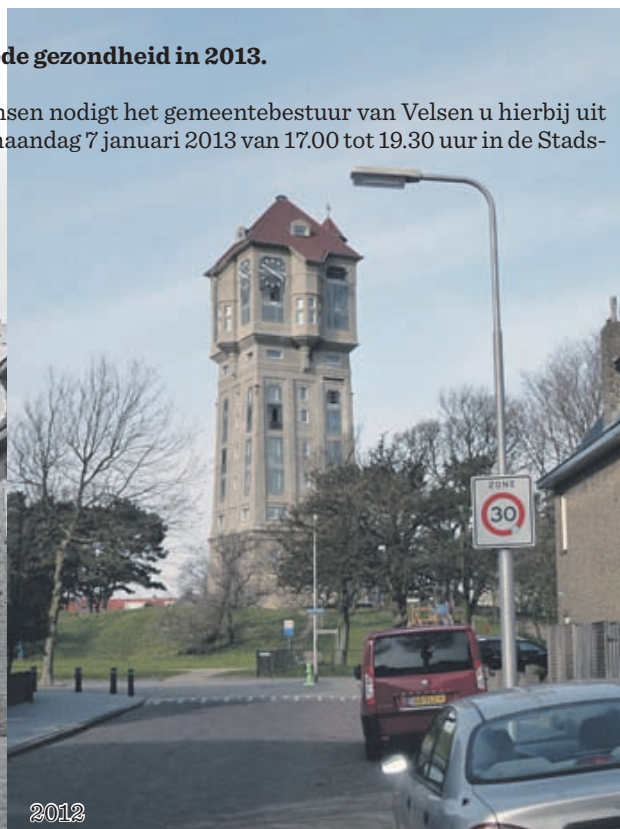 de gezondheid in 2013.
nsen nodigt het gemeentebestuur van Velsen u hierbij uit
naandag 7 januari 2013 van 17.00 tot 19.30 uur in de Stads-
ZONE
30
2012